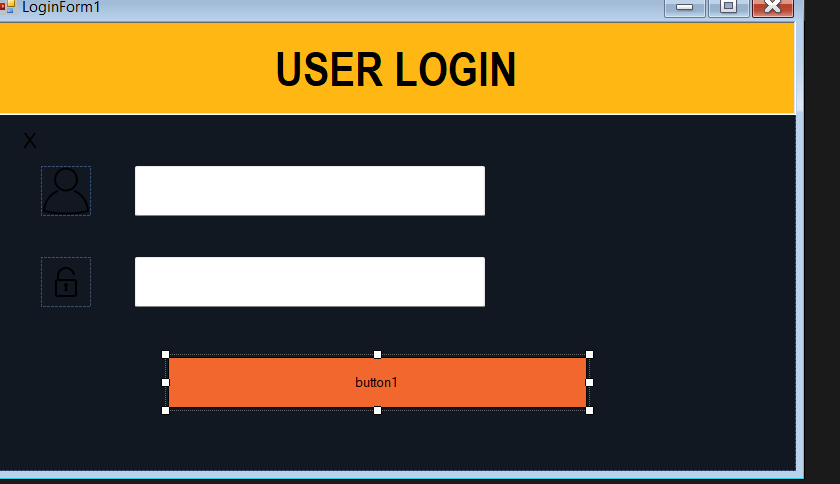 LoginForm1
USER LOGIN
X
button1